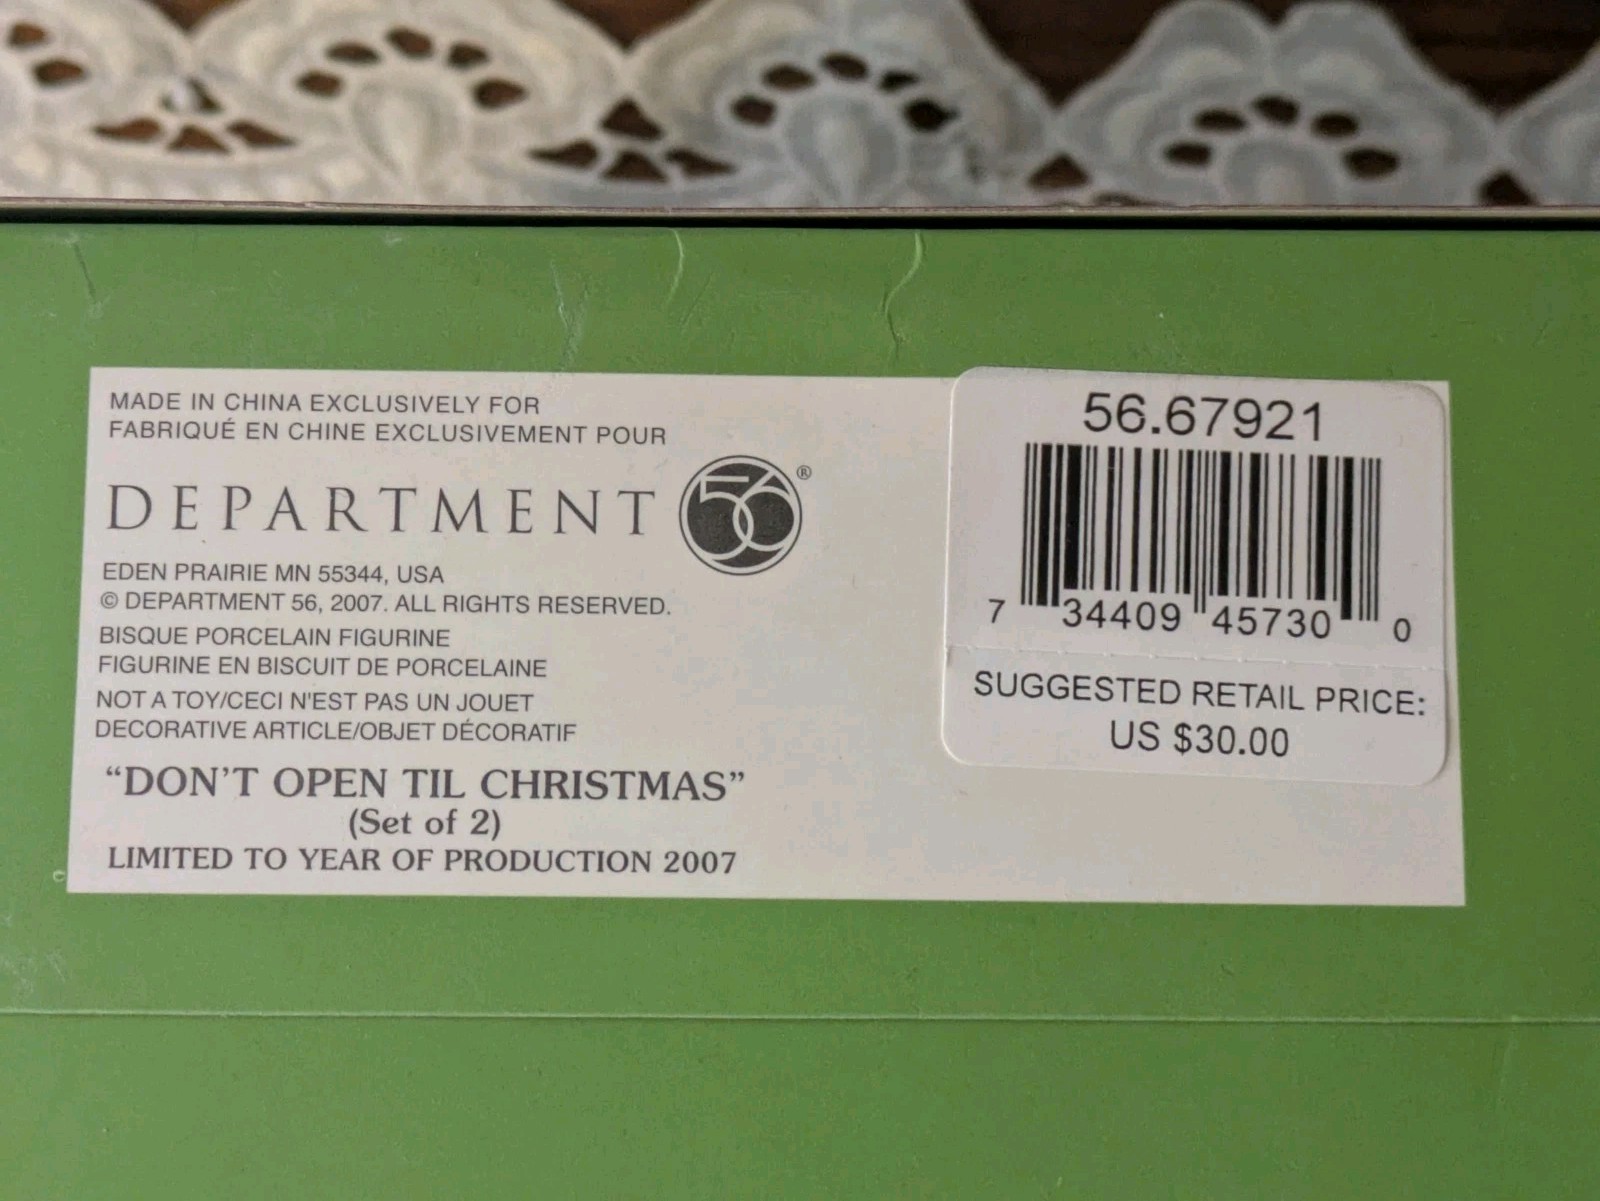 MADE IN CHINA EXCLUSIVELY FOR
FABRIQUÉ EN CHINE EXCLUSIVEMENT POUR
DEPARTMENT 56®
EDEN PRAIRIE MN 55344, USA
© DEPARTMENT 56, 2007. ALL RIGHTS RESERVED.
BISQUE PORCELAIN FIGURINE
FIGURINE EN BISCUIT DE PORCELAINE
NOT A TOY/CECI N'EST PAS UN JOUET
DECORATIVE ARTICLE/OBJET DÉCORATIF
“DON’T OPEN TIL CHRISTMAS”
(Set of 2)
LIMITED TO YEAR OF PRODUCTION 2007
56.67921
7 34409 45730 0
SUGGESTED RETAIL PRICE:
US $30.00